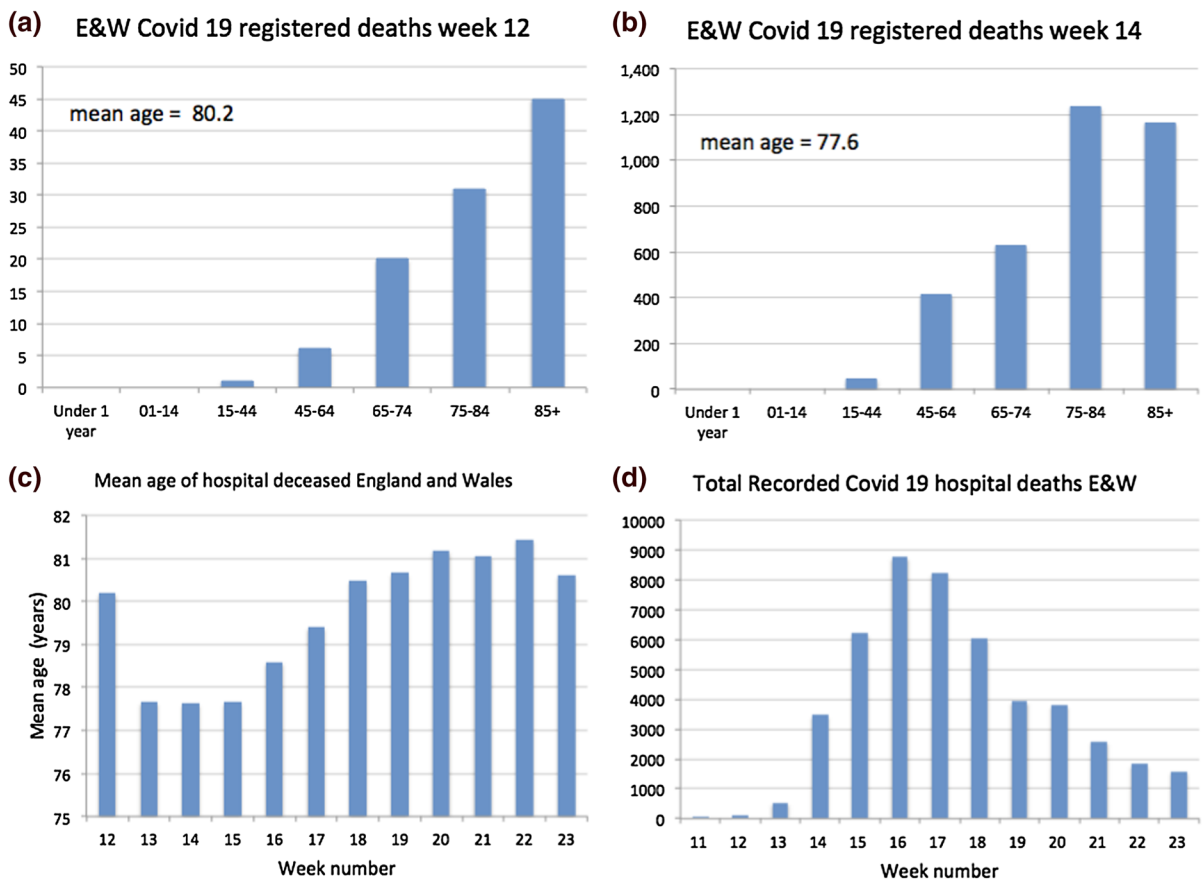 (a)
E&W Covid 19 registered deaths week 12
50
45
40
35
30
25
20
15
10
5
0
mean age = 80.2
Under 1 year
01-14
15-44
45-64
65-74
75-84
85+
(b)
E&W Covid 19 registered deaths week 14
1,400
1,200
1,000
800
600
400
200
0
mean age = 77.6
Under 1 year
01-14
15-44
45-64
65-74
75-84
85+
(c)
Mean age of hospital deceased England and Wales
Mean age (years)
82
81
80
79
78
77
76
75
12 13 14 15 16 17 18 19 20 21 22 23
Week number
(d)
Total Recorded Covid 19 hospital deaths E&W
10000
9000
8000
7000
6000
5000
4000
3000
2000
1000
0
11 12 13 14 15 16 17 18 19 20 21 22 23
Week number